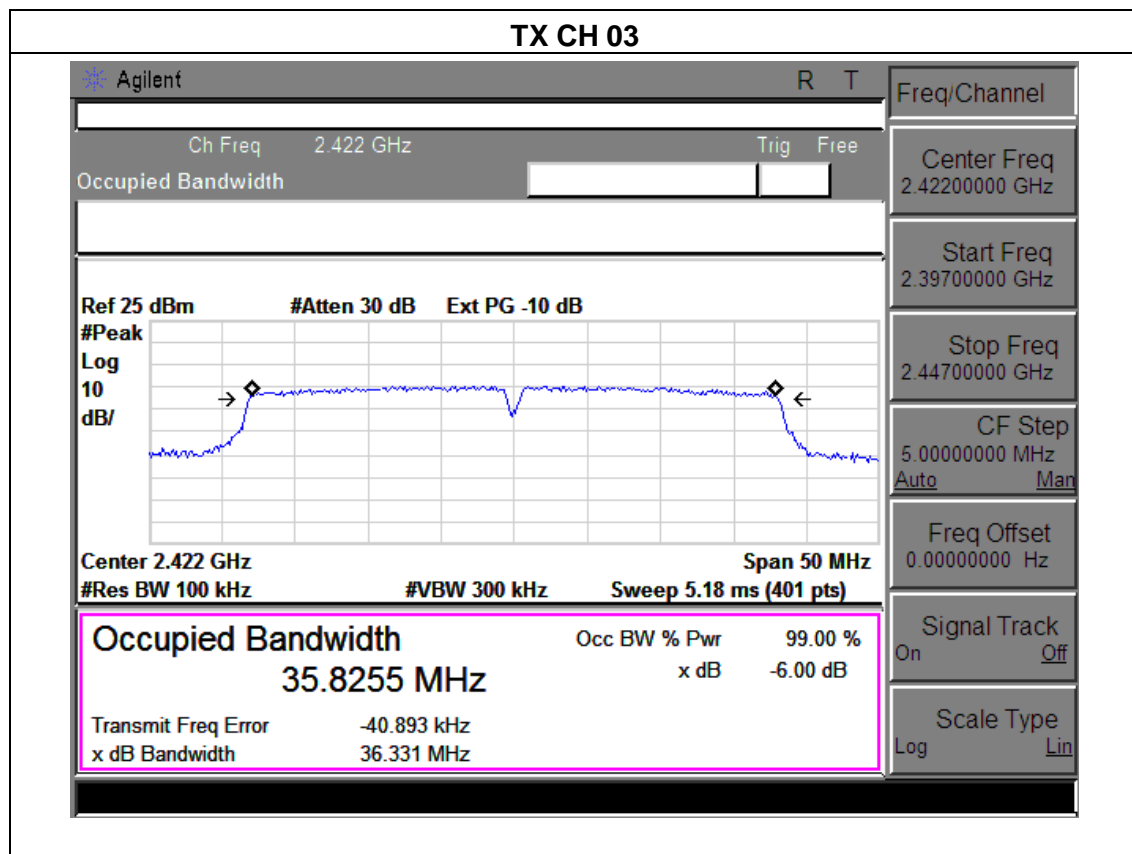 TX CH 03
Agilent R T
Freq/Channel
Ch Freq 2.422 GHz Trig Free
Occupied Bandwidth
Center Freq
2.42200000 GHz
Start Freq
2.39700000 GHz
Stop Freq
2.44700000 GHz
CF Step
5.00000000 MHz
Auto Man
Freq Offset
0.00000000 Hz
Signal Track
On Off
Scale Type
Log Lin
Ref 25 dBm #Atten 30 dB Ext PG -10 dB
#Peak
Log
10
dB/
Center 2.422 GHz Span 50 MHz
#Res BW 100 kHz #VBW 300 kHz Sweep 5.18 ms (401 pts)
Occupied Bandwidth Occ BW % Pwr 99.00 %
35.8255 MHz x dB -6.00 dB
Transmit Freq Error -40.893 kHz
x dB Bandwidth 36.331 MHz